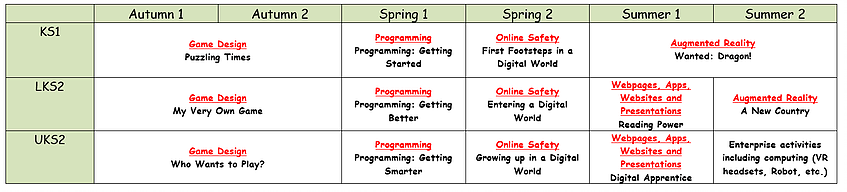 Autumn 1 Autumn 2 Spring 1 Spring 2 Summer 1 Summer 2
KS1
Game Design
Puzzling Times
Programming
Programming: Getting
Started
Online Safety
First Footsteps in a
Digital World
Augmented Reality
Wanted: Dragon!
LKS2
Game Design
My Very Own Game
Programming
Programming: Getting
Better
Online Safety
Entering a Digital
World
Webpages, Apps,
Websites and
Presentations
Reading Power
Augmented Reality
A New Country
UKS2
Game Design
Who Wants to Play?
Programming
Programming: Getting
Smarter
Online Safety
Growing up in a Digital
World
Webpages, Apps,
Websites and
Presentations
Digital Apprentice
Enterprise activities
including computing (VR
headsets, Robot, etc.)